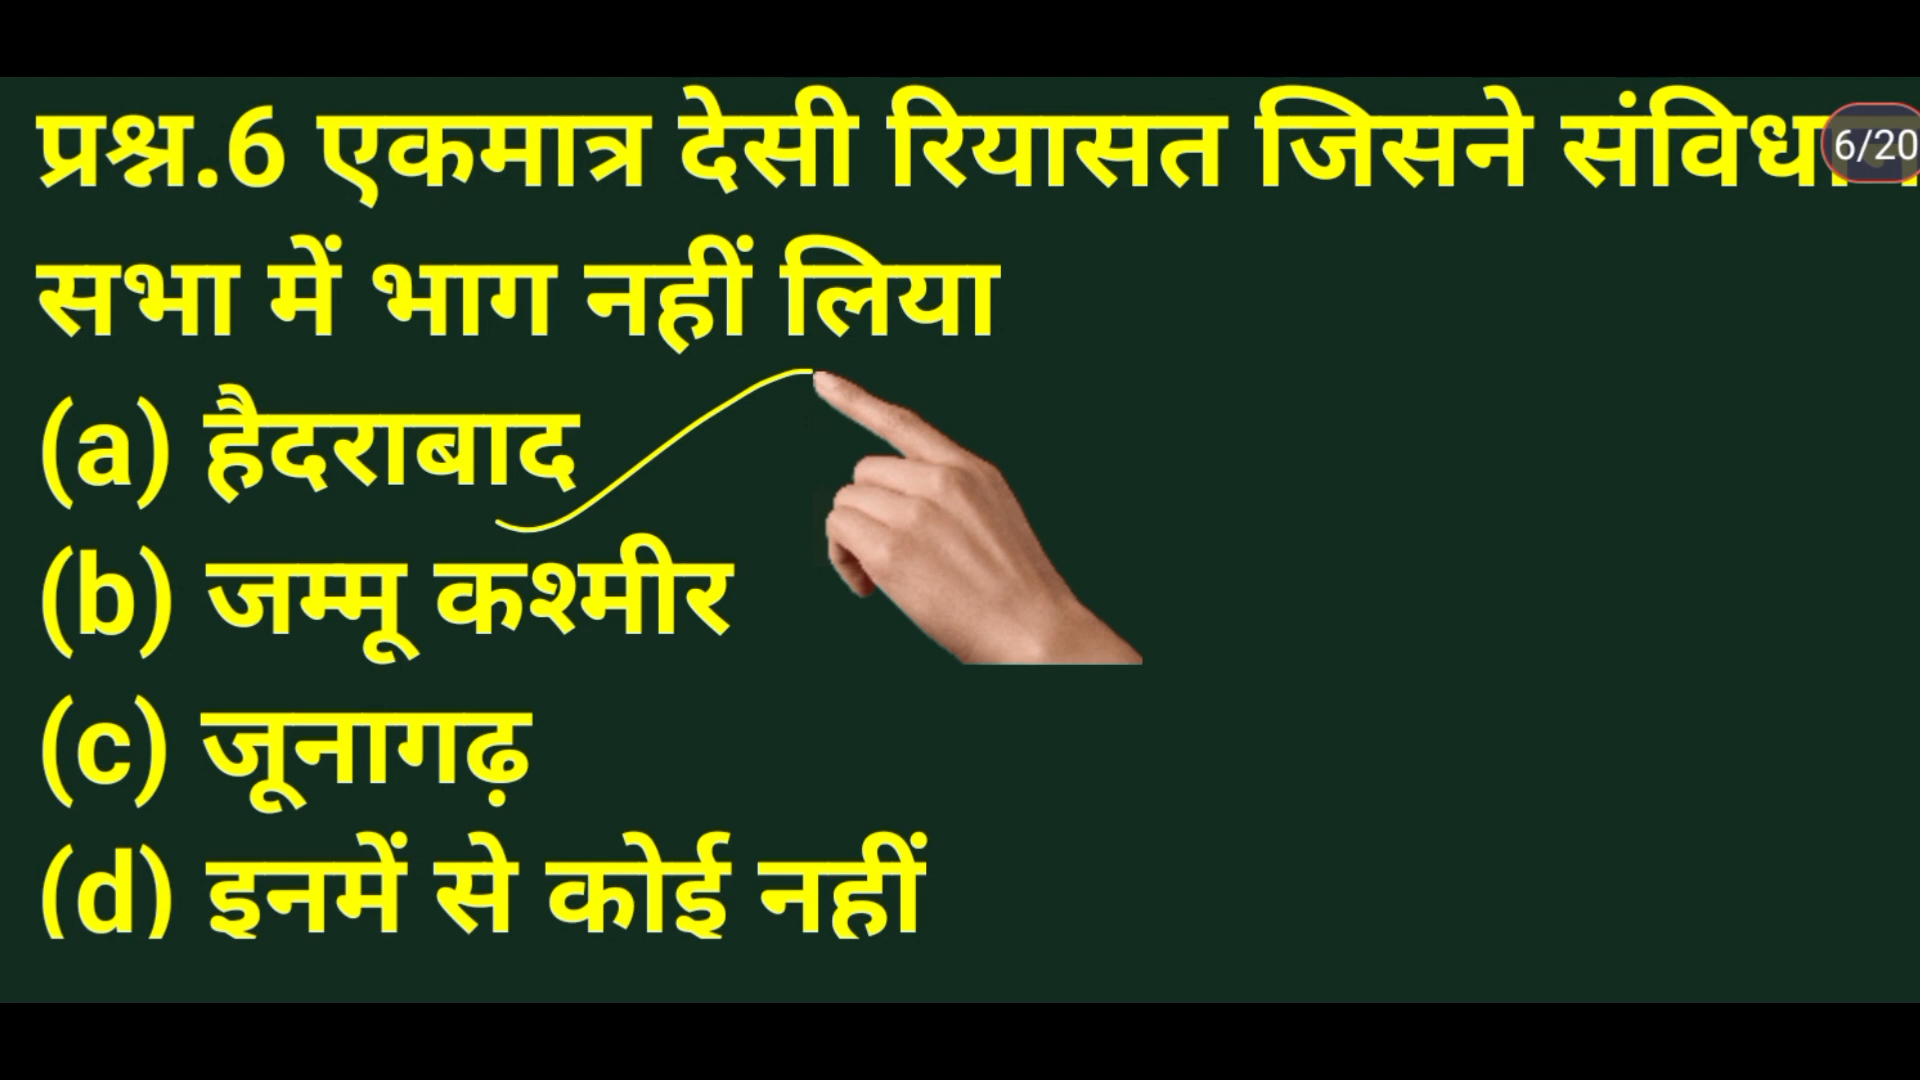 प्रश्न.6 एकमात्र देसी रियासत जिसने संविधान
6/20
सभा में भाग नहीं लिया
(a) हैदराबाद
(b) जम्मू कश्मीर
(c) जूनागढ़
(d) इनमें से कोई नहीं